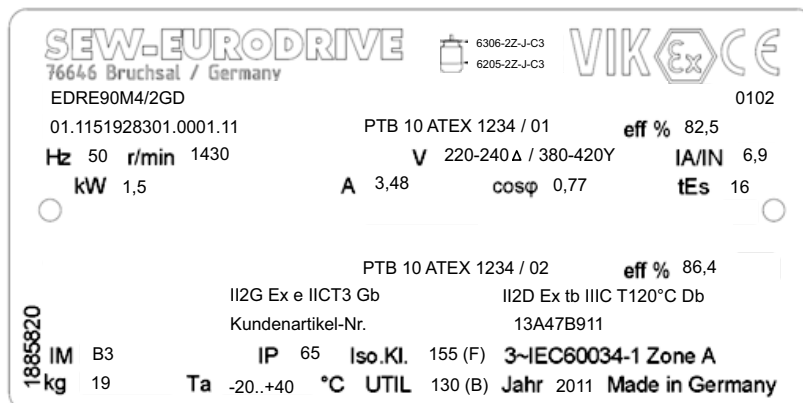 SEW-EURODRIVE 6306-2Z-J-C3 VIK Ex CE
76646 Bruchsal / Germany 6205-2Z-J-C3
EDRE90M4/2GD 0102
01.1151928301.0001.11 PTB 10 ATEX 1234 / 01 eff % 82,5
Hz 50 r/min 1430 V 220-240 Δ / 380-420Y IA/IN 6,9
kW 1,5 A 3,48 cosφ 0,77 tEs 16
PTB 10 ATEX 1234 / 02 eff % 86,4
II2G Ex e IICT3 Gb II2D Ex tb IIIC T120°C Db
Kundenartikel-Nr. 13A47B911
1885820
IM B3 IP 65 Iso.Kl. 155 (F) 3~IEC60034-1 Zone A
kg 19 Ta -20..+40 °C UTIL 130 (B) Jahr 2011 Made in Germany